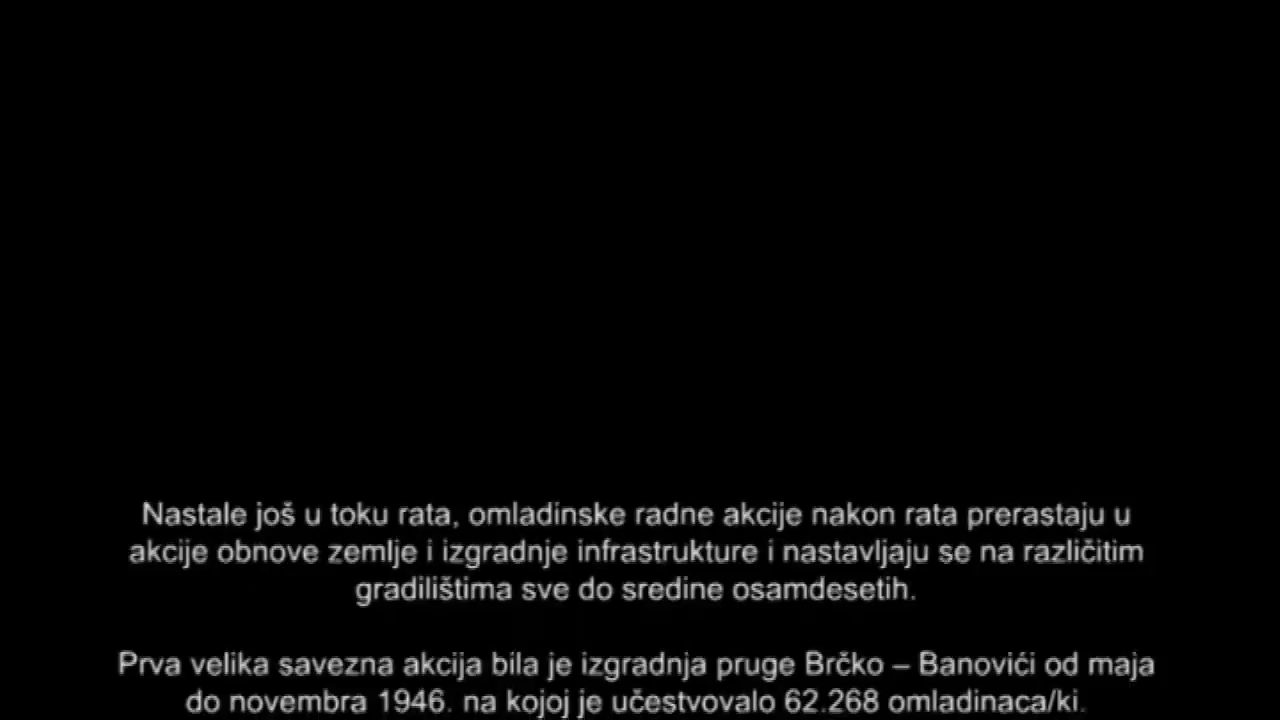 Nastale još u toku rata, omladinske radne akcije nakon rata prerastaju u
akcije obnove zemlje i izgradnje infrastrukture i nastavljaju se na različitim
gradilištima sve do sredine osamdesetih.
Prva velika savezna akcija bila je izgradnja pruge Brčko – Banovići od maja
do novembra 1946. na kojoj je učestvovalo 62.268 omladinaca/ki.